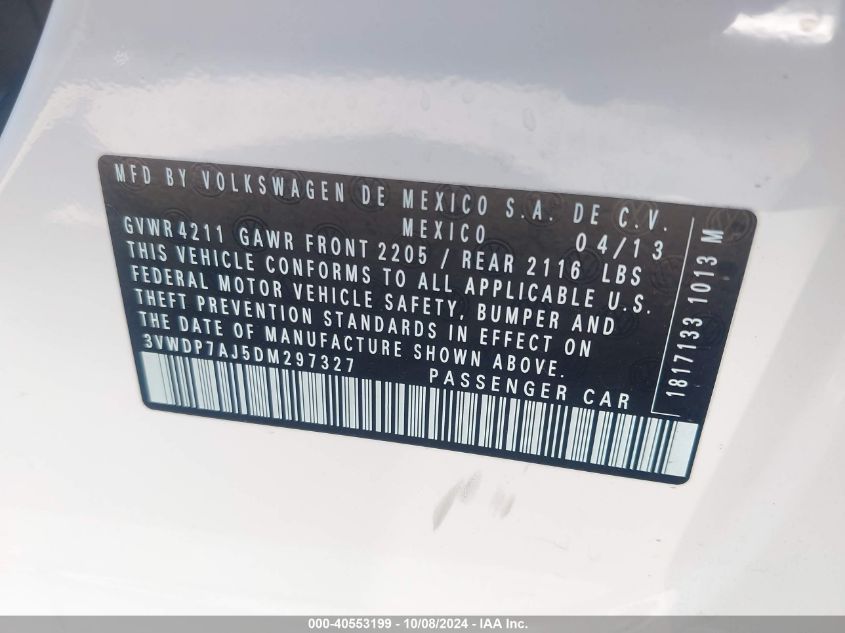 MFD BY VOLKSWAGEN DE MEXICO S.A. DE C.V.
MEXICO 04/13
GVWR 4211 GAWR FRONT 2205 / REAR 2116 LBS
THIS VEHICLE CONFORMS TO ALL APPLICABLE U.S.
FEDERAL MOTOR VEHICLE SAFETY, BUMPER AND
THEFT PREVENTION STANDARDS IN EFFECT ON
THE DATE OF MANUFACTURE SHOWN ABOVE.
3VWDP7AJ5DM297327 PASSENGER CAR
1817133 1013 M
000-40553199 - 10/08/2024 - IAAI.com